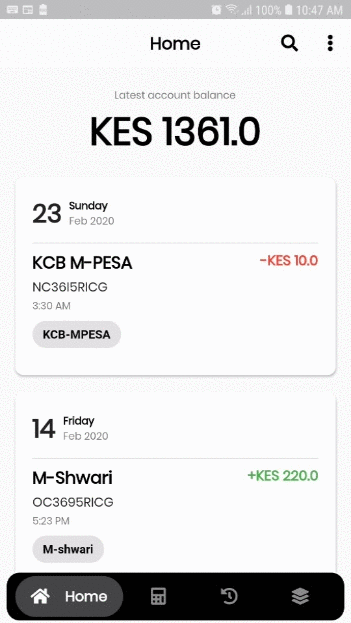 100% 10:47 AM
Home
Latest account balance
KES 1361.0
23 Sunday
Feb 2020
KCB M-PESA -KES 10.0
NC36I5RICG
3:30 AM
KCB-MPESA
14 Friday
Feb 2020
M-Shwari +KES 220.0
OC3695RICG
5:23 PM
M-shwari
Home